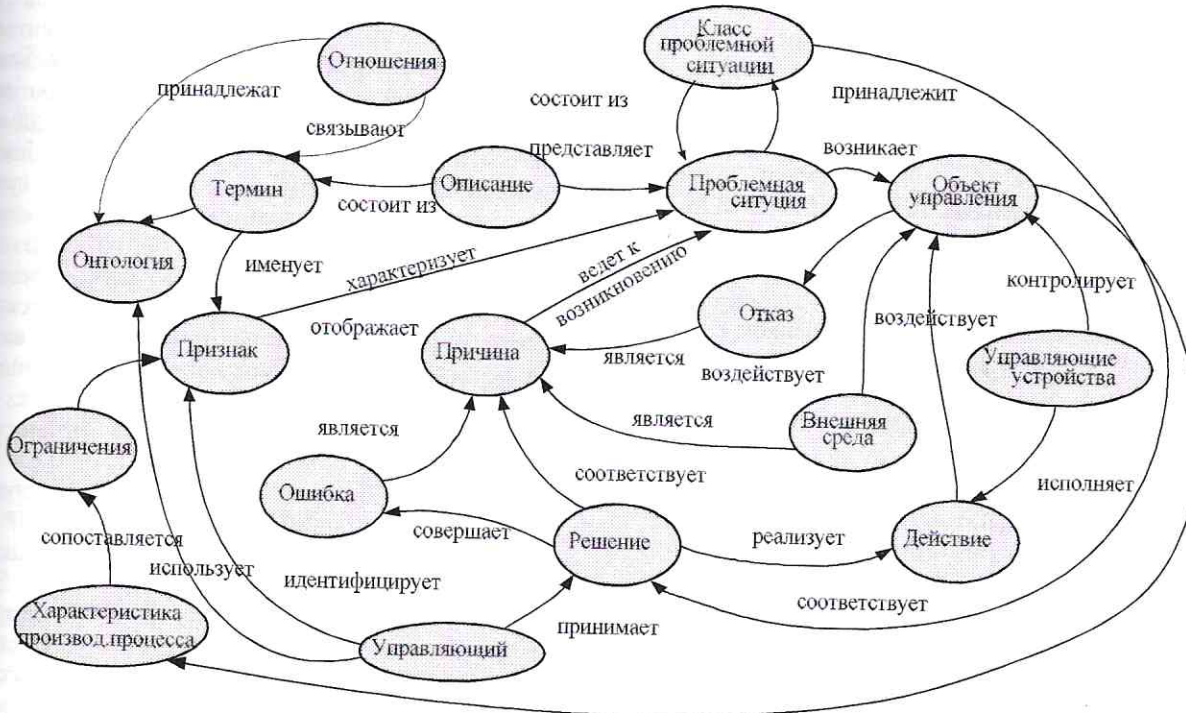 Класс
проблемной
ситуации
Отношения
принадлежат
состоит из
принадлежит
связывают
представляет
возникает
Термин
Описание
Проблемная
ситуция
Объект
управления
состоит из
Онтология
именует
характеризует
ведет к
возникновению
контролирует
отображает
Отказ
воздействует
Признак
Причина
является
воздействует
Управляющие
устройства
Ограничения
является
является
Внешняя
среда
Ошибка
соответствует
исполняет
сопоставляется
совершает
Решение
реализует
Действие
использует
идентифицирует
соответствует
Характеристика
производ.процесса
Управляющий
принимает